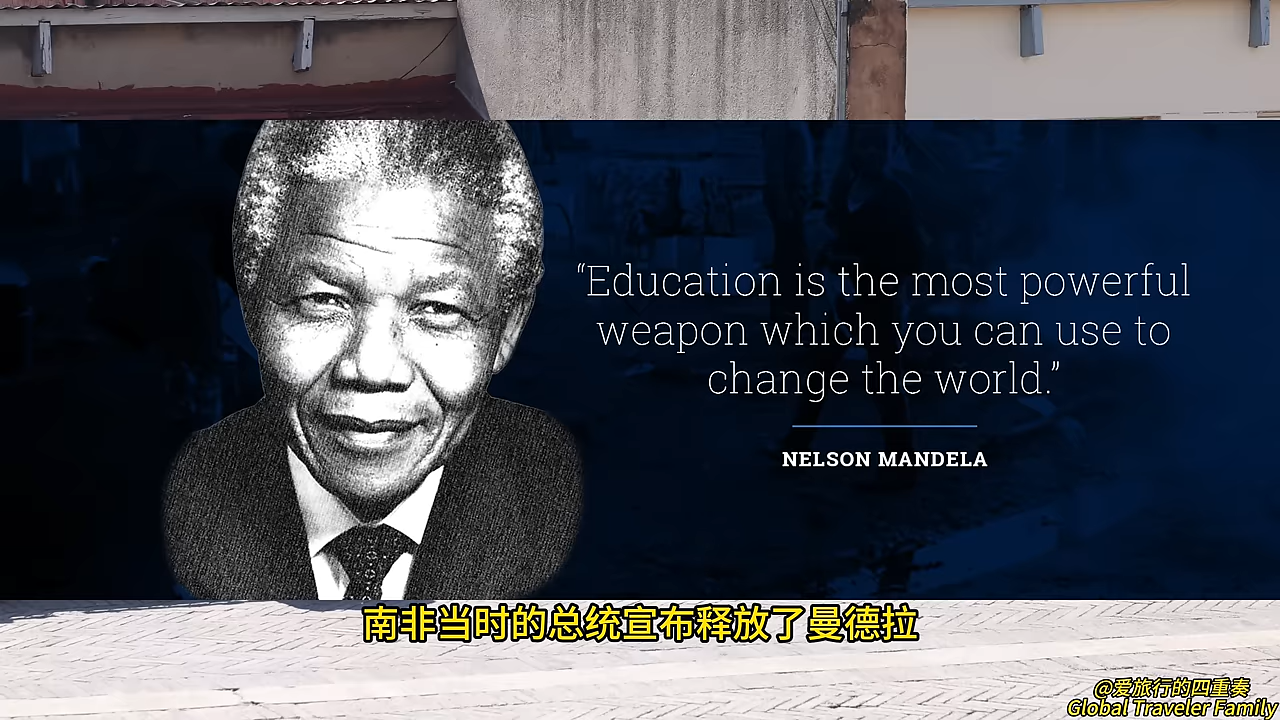 “Education is the most powerful
weapon which you can use to
change the world.”
NELSON MANDELA
南非当时的总统宣布释放了曼德拉
@爱旅行的四重奏
Global Traveler Family